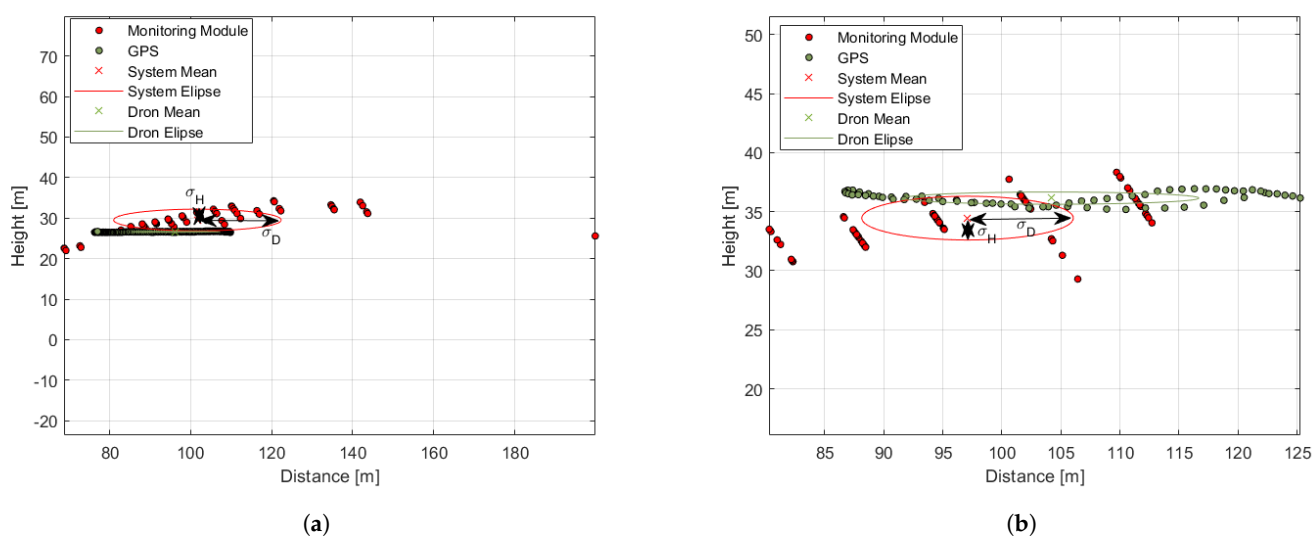 Monitoring Module
GPS
System Mean
System Elipse
Dron Mean
Dron Elipse
70
60
50
40
30
20
10
0
-10
-20
Height [m]
σH
σD
80 100 120 140 160 180
Distance [m]
(a)
Monitoring Module
GPS
System Mean
System Elipse
Dron Mean
Dron Elipse
50
45
40
35
30
25
20
Height [m]
σD
σH
85 90 95 100 105 110 115 120 125
Distance [m]
(b)